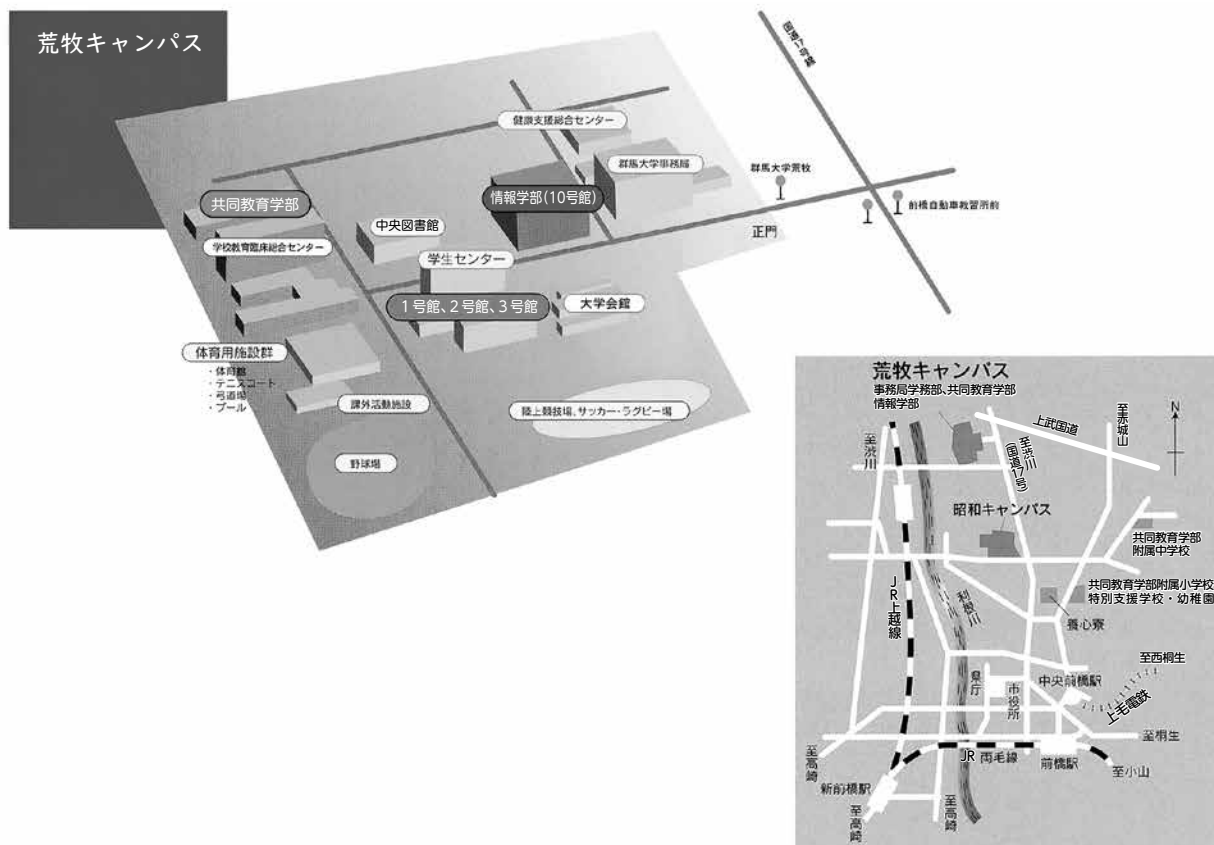 荒牧キャンパス
国道17号線
健康支援総合センター
群馬大学事務局
群馬大学荒牧
共同教育学部
情報学部(10号館)
中央図書館
前橋自動車教習所前
正門
学校教育臨床総合センター
学生センター
1号館、2号館、3号館
大学会館
体育用施設群
・体育館
・テニスコート
・弓道場
・プール
課外活動施設
陸上競技場、サッカー・ラグビー場
野球場
荒牧キャンパス
事務局学務部、共同教育学部
情報学部
至渋川
至渋川
(国道17号)
上武国道
至赤城山
N
昭和キャンパス
共同教育学部
附属中学校
JR上越線
利根川
共同教育学部附属小学校
特別支援学校・幼稚園
養心寮
至西桐生
県庁
市役所
中央前橋駅
上毛電鉄
至桐生
至高崎
JR 両毛線
前橋駅
至小山
新前橋駅
至高崎
至高崎